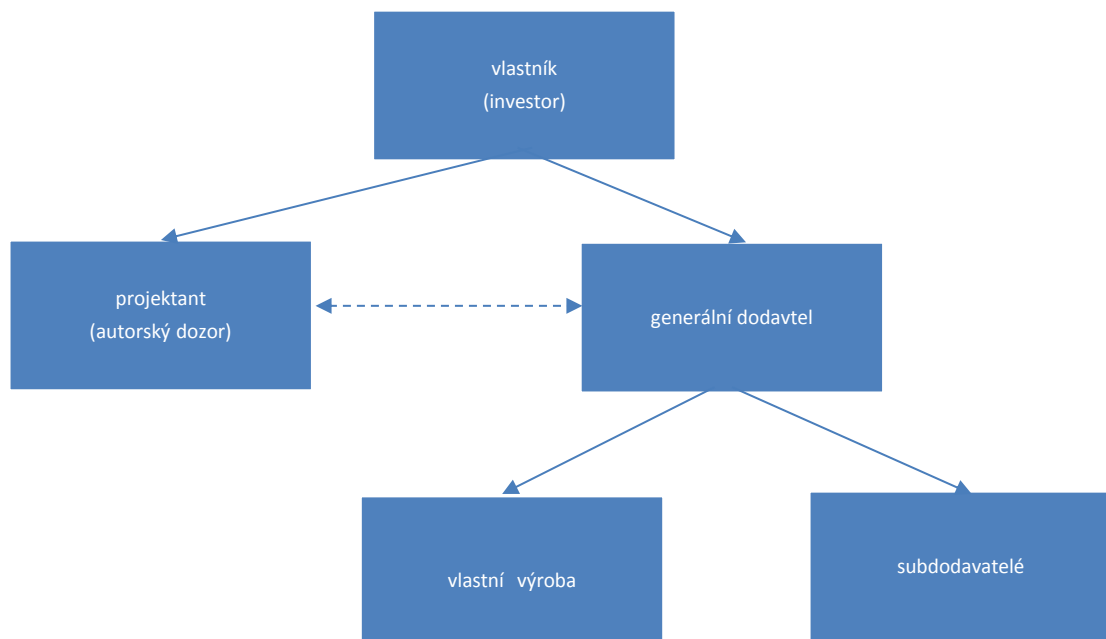 vlastník
(investor)
projektant
(autorský dozor)
generální dodavtel
vlastní výroba
subdodavatelé